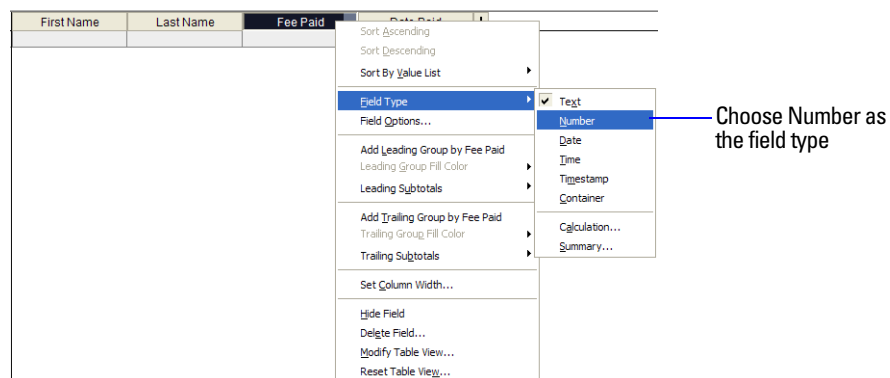 First Name Last Name Fee Paid Date Paid
Sort Ascending
Sort Descending
Sort By Value List
Field Type
Field Options...
Add Leading Group by Fee Paid
Leading Group Fill Color
Leading Subtotals
Add Trailing Group by Fee Paid
Trailing Group Fill Color
Trailing Subtotals
Set Column Width...
Hide Field
Delete Field...
Modify Table View...
Reset Table View...
Text
Number
Date
Time
Timestamp
Container
Calculation...
Summary...
Choose Number as
the field type